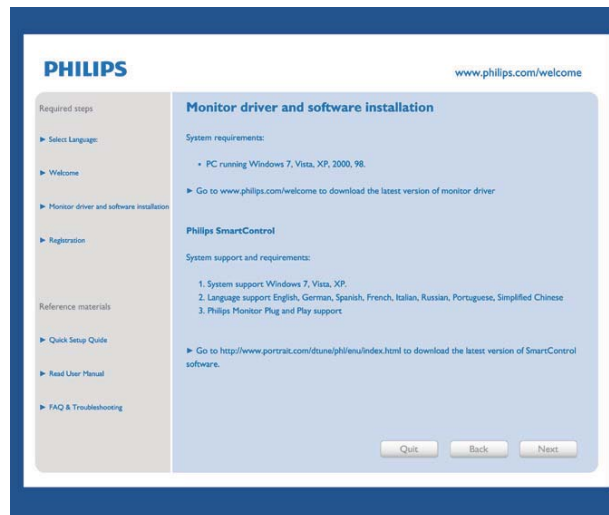 PHILIPS
www.philips.com/welcome
Required steps
► Select Language:
► Welcome
► Monitor driver and software installation
► Registration
Reference materials
► Quick Setup Guide
► Read User Manual
► FAQ & Troubleshooting
Monitor driver and software installation
System requirements:
• PC running Windows 7, Vista, XP, 2000, 98.
► Go to www.philips.com/welcome to download the latest version of monitor driver
Philips SmartControl
System support and requirements:
1. System support Windows 7, Vista, XP.
2. Language support English, German, Spanish, French, Italian, Russian, Portuguese, Simplified Chinese
3. Philips Monitor Plug and Play support
► Go to http://www.portrait.com/dtune/phl/enu/index.html to download the latest version of SmartControl
software.
Quit
Back
Next